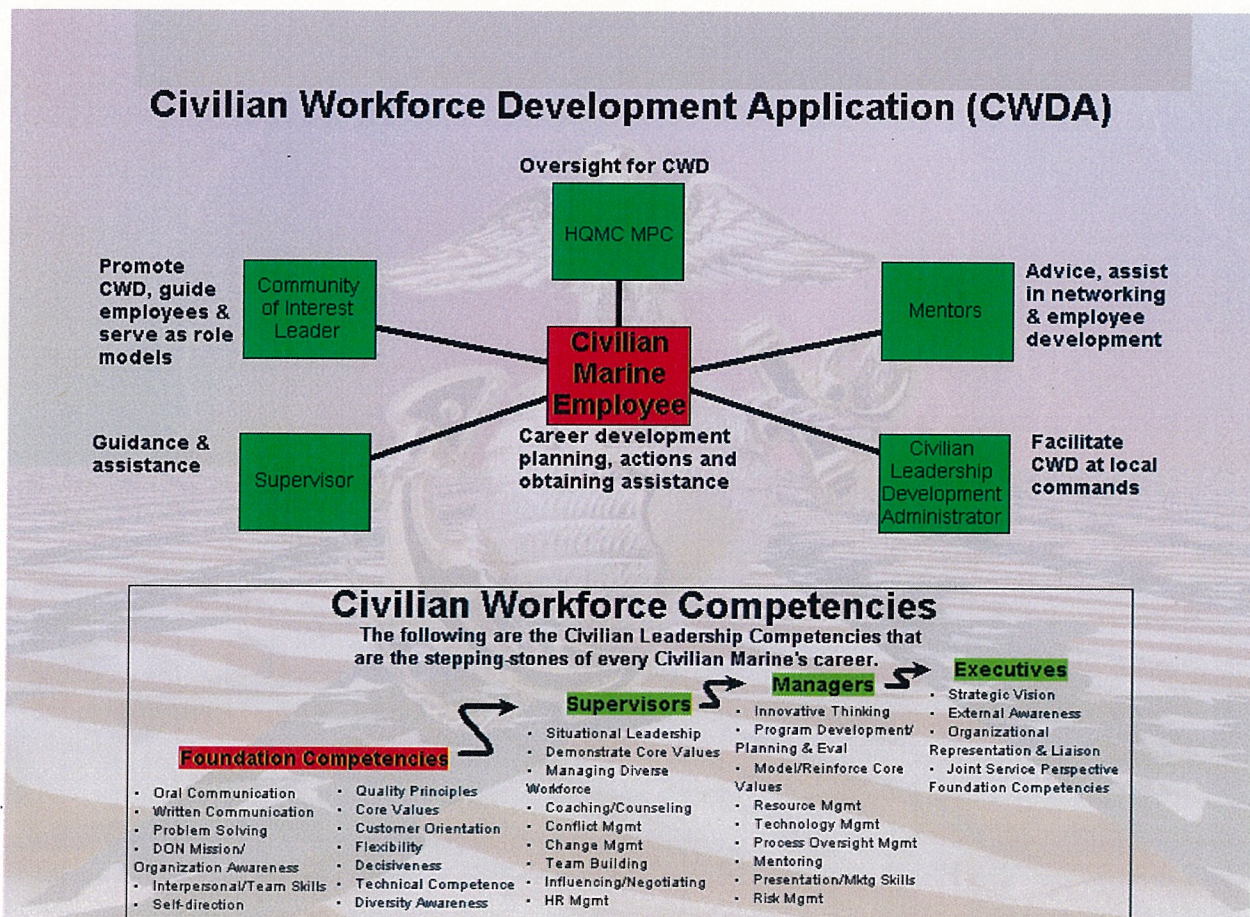 Civilian Workforce Development Application (CWDA)
Oversight for CWD
HQMC MPC
Promote
CWD, guide
employees &
serve as role
models
Community
of Interest
Leader
Mentors
Advice, assist
in networking
& employee
development
Civilian
Marine
Employee
Career development
planning, actions and
obtaining assistance
Guidance &
assistance
Supervisor
Civilian
Leadership
Development
Administrator
Facilitate
CWD at local
commands
Civilian Workforce Competencies
The following are the Civilian Leadership Competencies that
are the stepping-stones of every Civilian Marine's career.
Foundation Competencies
• Oral Communication
• Written Communication
• Problem Solving
• DON Mission/
Organization Awareness
• Interpersonal/Team Skills
• Self-direction
• Quality Principles
• Core Values
• Customer Orientation
• Flexibility
• Decisiveness
• Technical Competence
• Diversity Awareness
Supervisors
• Situational Leadership
• Demonstrate Core Values
• Managing Diverse
Workforce
• Coaching/Counseling
• Conflict Mgmt
• Change Mgmt
• Team Building
• Influencing/Negotiating
• HR Mgmt
Managers
• Innovative Thinking
• Program Development/
Planning & Eval
• Model/Reinforce Core
Values
• Resource Mgmt
• Technology Mgmt
• Process Oversight Mgmt
• Mentoring
• Presentation/Mktg Skills
• Risk Mgmt
Executives
• Strategic Vision
• External Awareness
• Organizational
Representation & Liaison
• Joint Service Perspective
Foundation Competencies